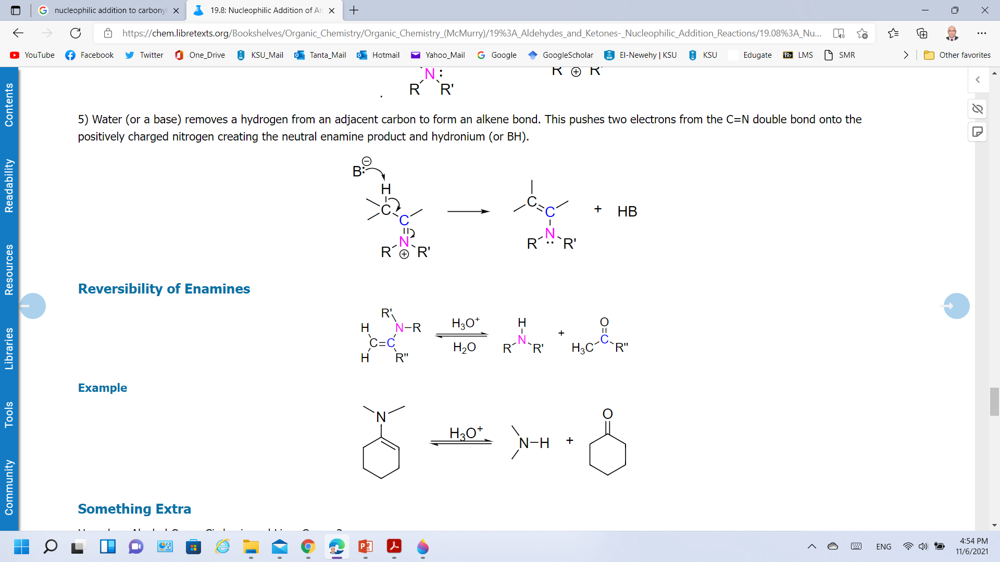 nucleophilic addition to carbony
19.8: Nucleophilic Addition of Am
https://chem.libretexts.org/Bookshelves/Organic_Chemistry/Organic_Chemistry_(McMurry)/19%3A_Aldehydes_and_Ketones-_Nucleophilic_Addition_Reactions/19.08%3A_Nu...
YouTube Facebook Twitter One_Drive KSU_Mail Tanta_Mail Hotmail Yahoo_Mail Google GoogleScholar El-Newehy | KSU KSU Edugate Bb LMS SMR Other favorites
Contents
Readability
Resources
Libraries
Tools
Community
N: R ⊕ R'
R R'
.
5) Water (or a base) removes a hydrogen from an adjacent carbon to form an alkene bond. This pushes two electrons from the C=N double bond onto the
positively charged nitrogen creating the neutral enamine product and hydronium (or BH).
B: ⊖
H
C C
C C + HB
N N
R ⊕ R' R R'
Reversibility of Enamines
R' H₃O⁺ H O
H N–R N +
C=C H₂O R R' H₃C C R"
H R"
Example
N O
H₃O⁺ N–H +
Something Extra
4:54 PM
ENG
11/6/2021